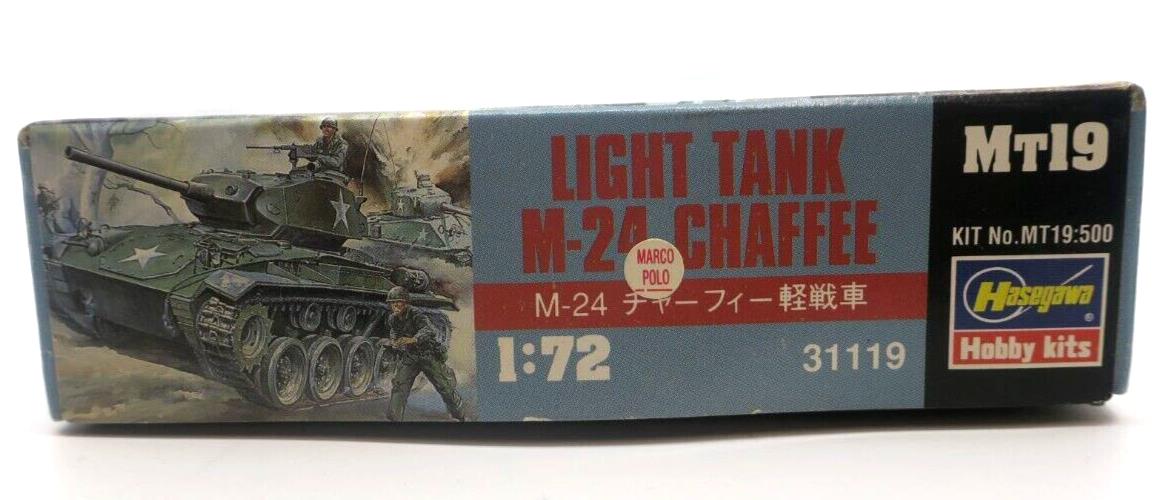 LIGHT TANK
M-24 CHAFFEE
MARCO
POLO
M-24 チャーフィー軽戦車
1:72
31119
MT19
KIT No.MT19:500
Hasegawa
®
Hobby kits